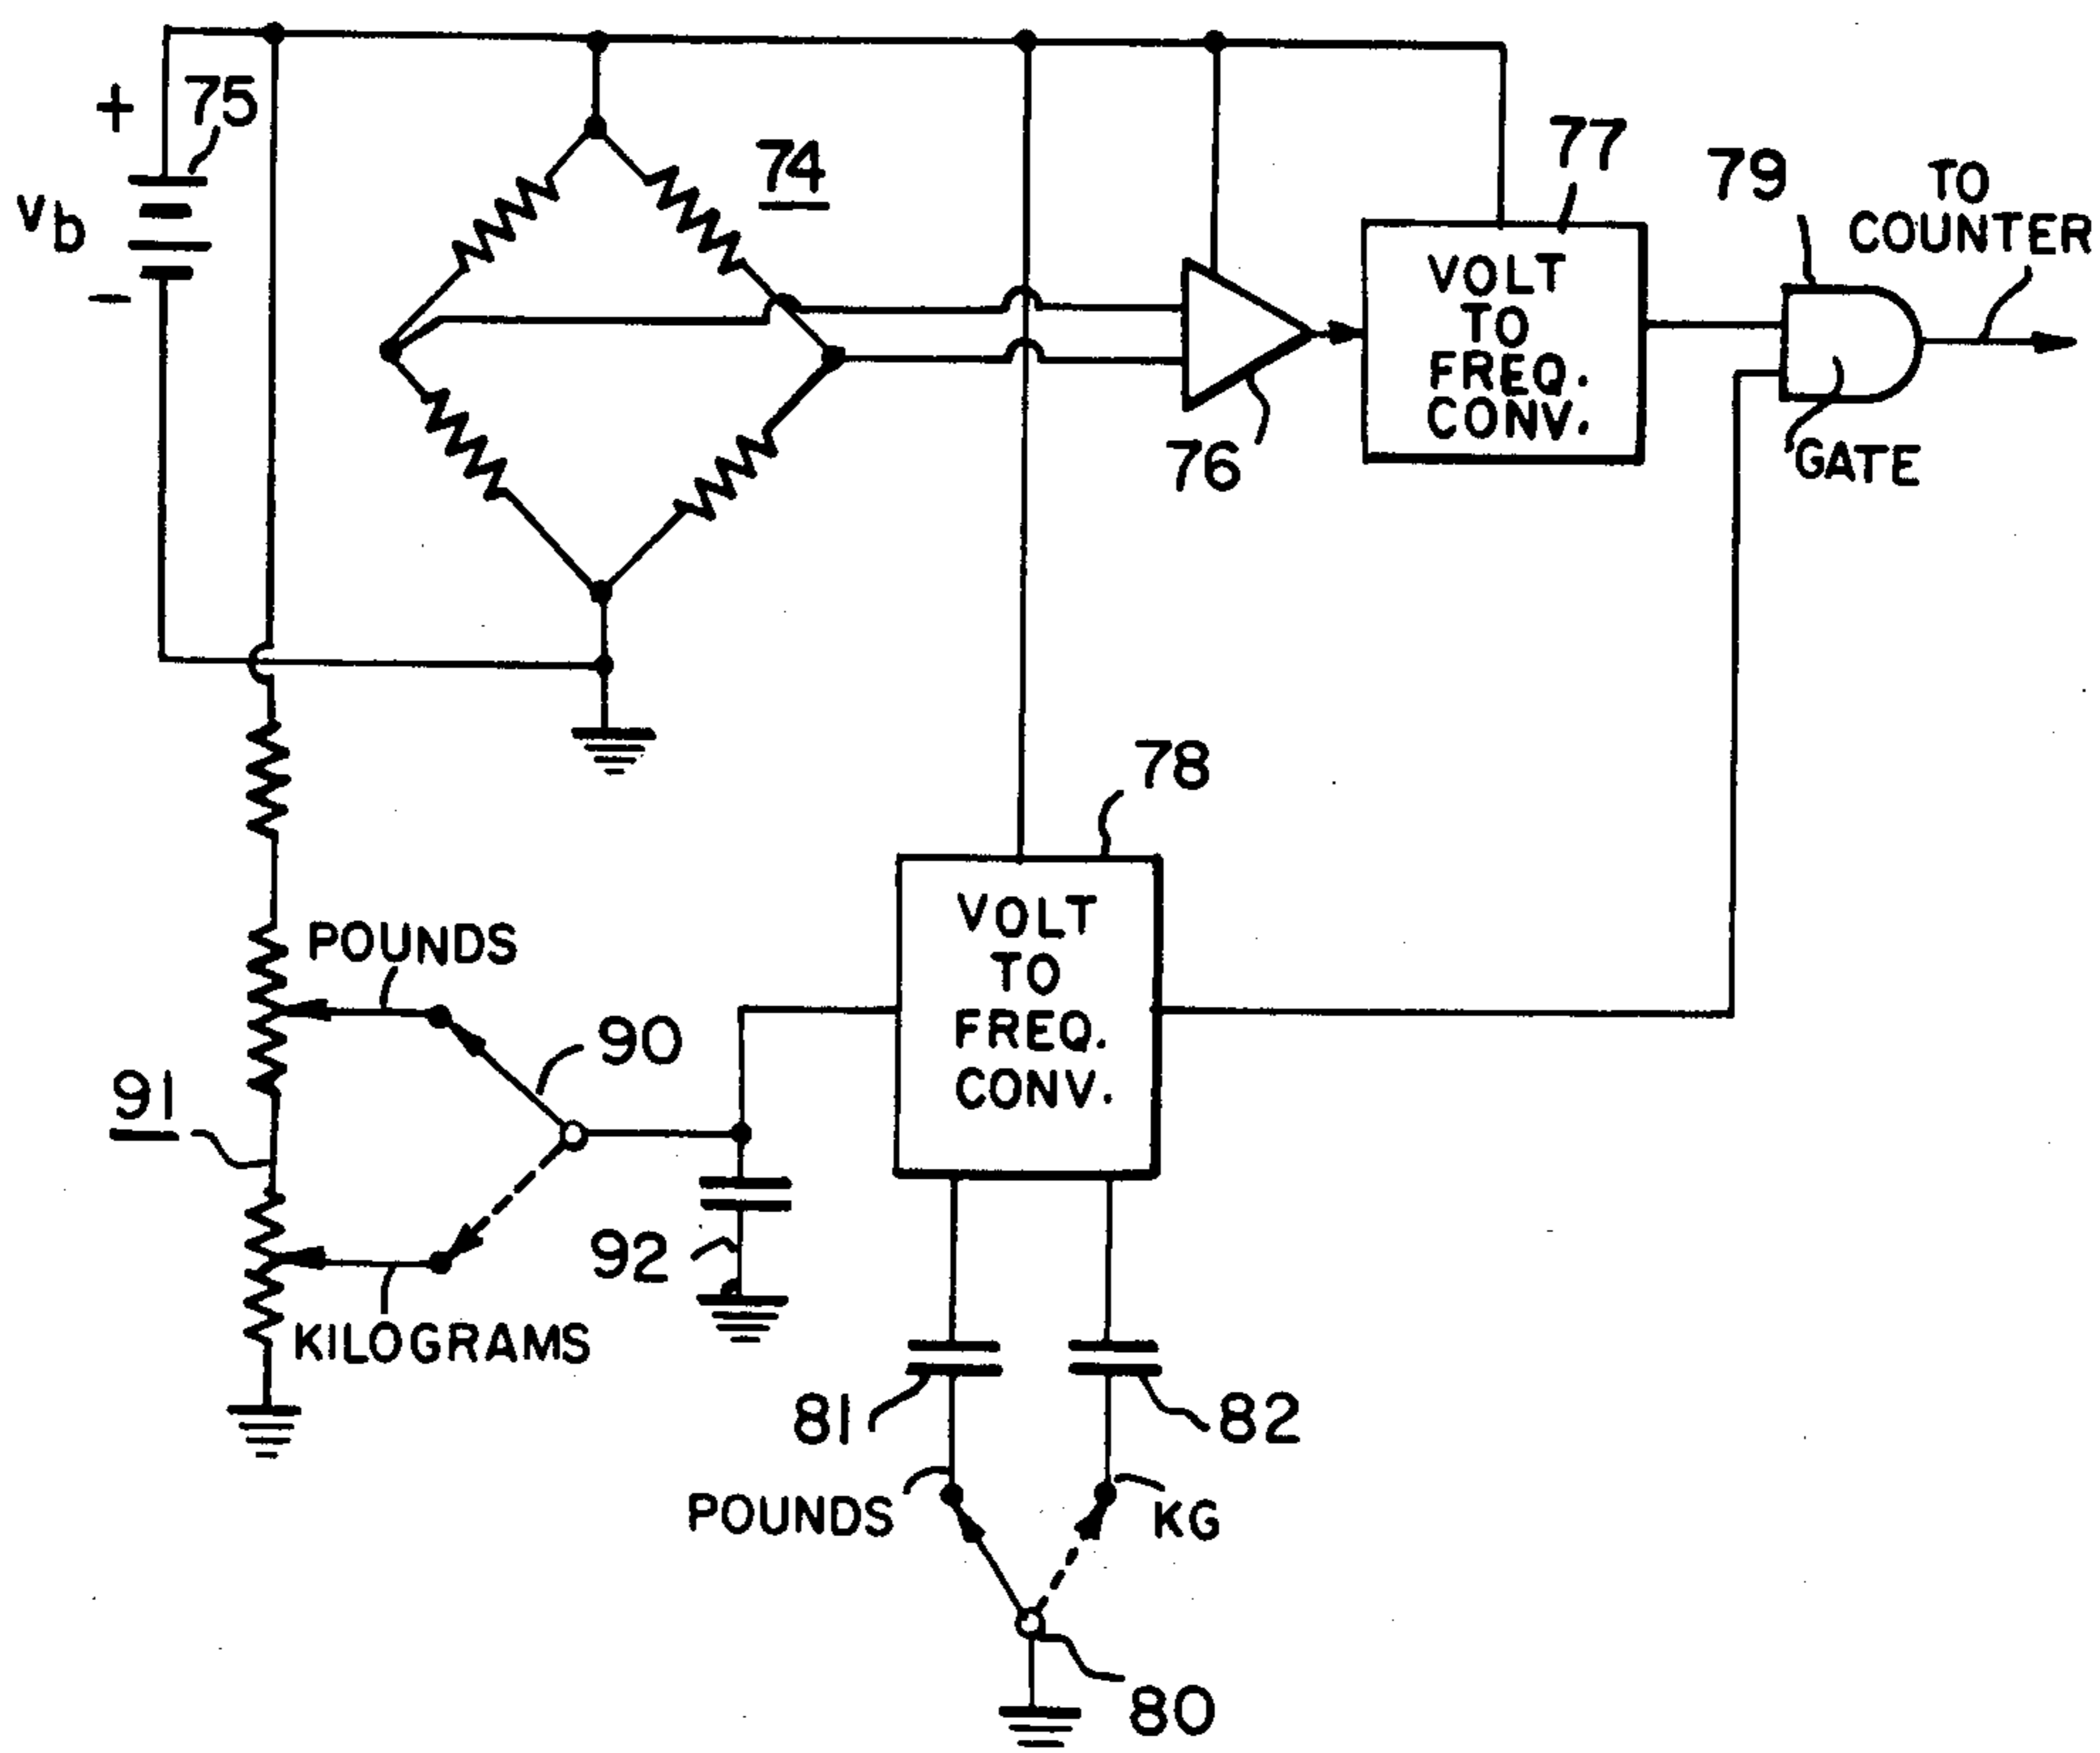 +
75
Vb
−
74
77
VOLT
TO
FREQ.
CONV.
79
TO
COUNTER
76
GATE
78
VOLT
TO
FREQ.
CONV.
POUNDS
90
91
92
KILOGRAMS
81
82
POUNDS
KG
80